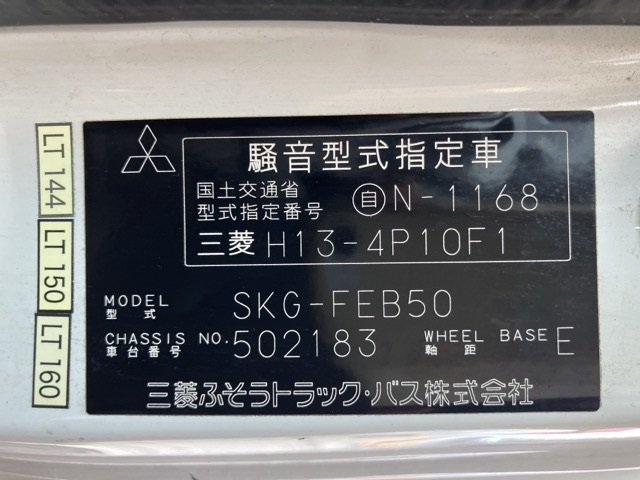 騒音型式指定車
国土交通省
型式指定番号 自N-1168
三菱 H13-4P10F1
MODEL
型式 SKG-FEB50
CHASSIS NO. 502183 WHEEL BASE E
車台番号 軸距
三菱ふそうトラック・バス株式会社
LT 144
LT 150
LT 160